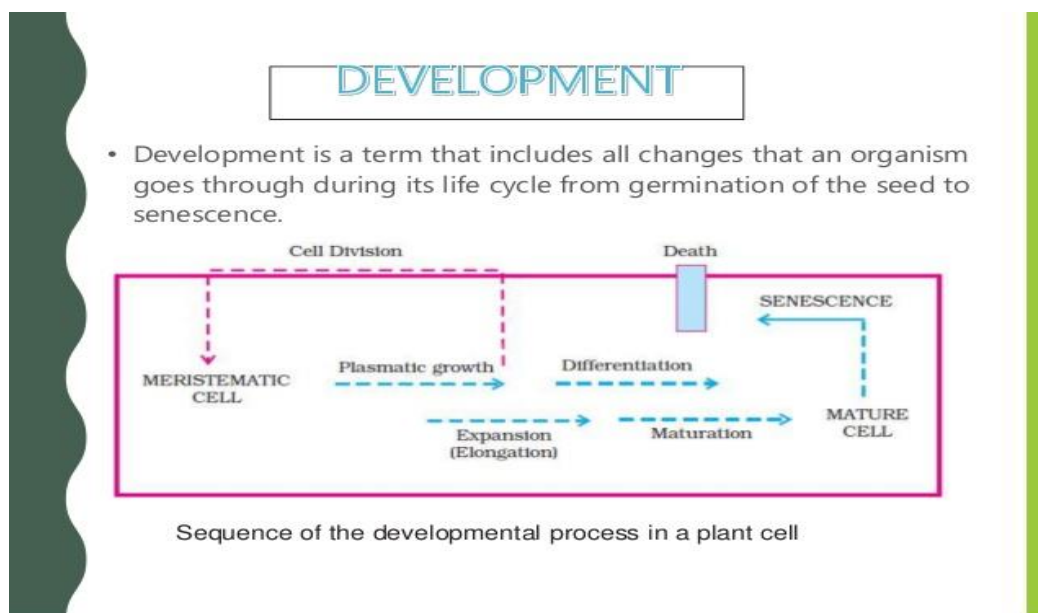 DEVELOPMENT
• Development is a term that includes all changes that an organism
goes through during its life cycle from germination of the seed to
senescence.
Cell Division
Death
SENESCENCE
Plasmatic growth
Differentiation
MERISTEMATIC
CELL
Expansion
(Elongation)
Maturation
MATURE
CELL
Sequence of the developmental process in a plant cell